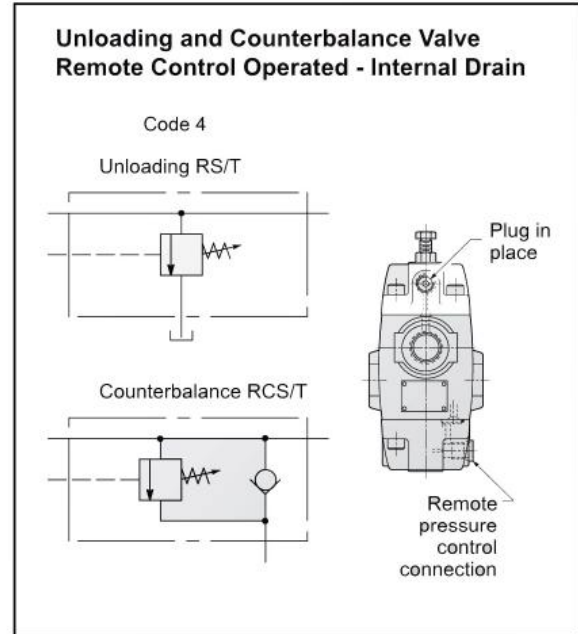 Unloading and Counterbalance Valve
Remote Control Operated - Internal Drain
Code 4
Unloading RS/T
Plug in
place
Counterbalance RCS/T
Remote
pressure
control
connection